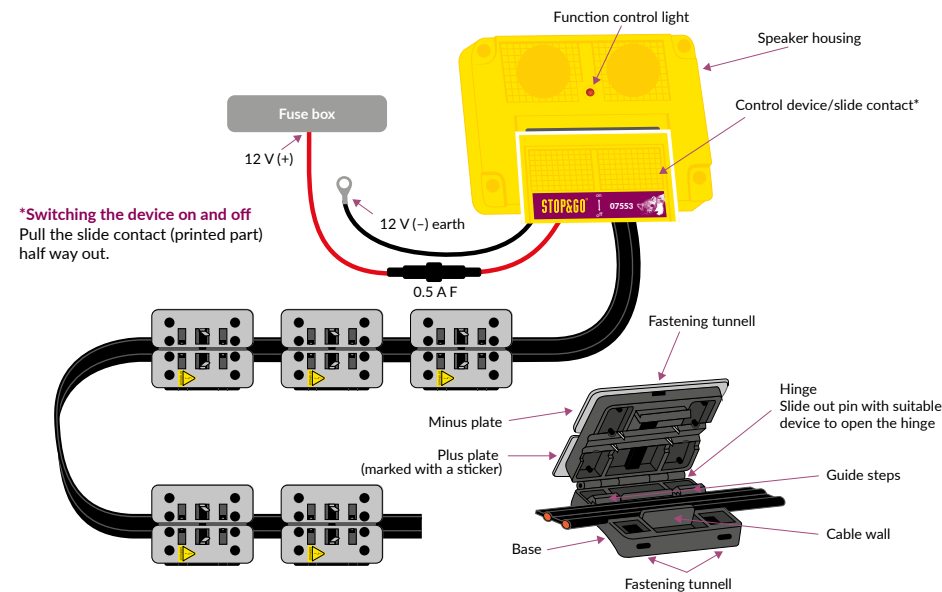 Function control light
Speaker housing
Control device/slide contact*
Fuse box
12 V (+)
12 V (–) earth
0.5 A F
STOP&GO®
on
off
07553
*Switching the device on and off
Pull the slide contact (printed part)
half way out.
Fastening tunnell
Hinge
Slide out pin with suitable
device to open the hinge
Minus plate
Plus plate
(marked with a sticker)
Guide steps
Cable wall
Base
Fastening tunnell